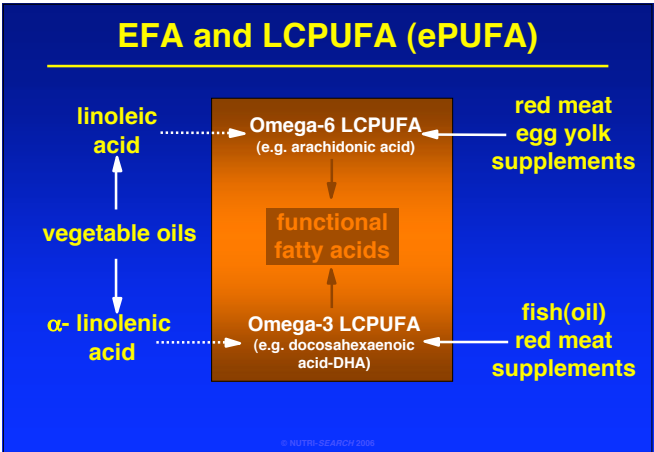 EFA and LCPUFA (ePUFA)
linoleic
acid
vegetable oils
α- linolenic
acid
Omega-6 LCPUFA
(e.g. arachidonic acid)
functional
fatty acids
Omega-3 LCPUFA
(e.g. docosahexaenoic
acid-DHA)
red meat
egg yolk
supplements
fish(oil)
red meat
supplements
© NUTRI-SEARCH 2006